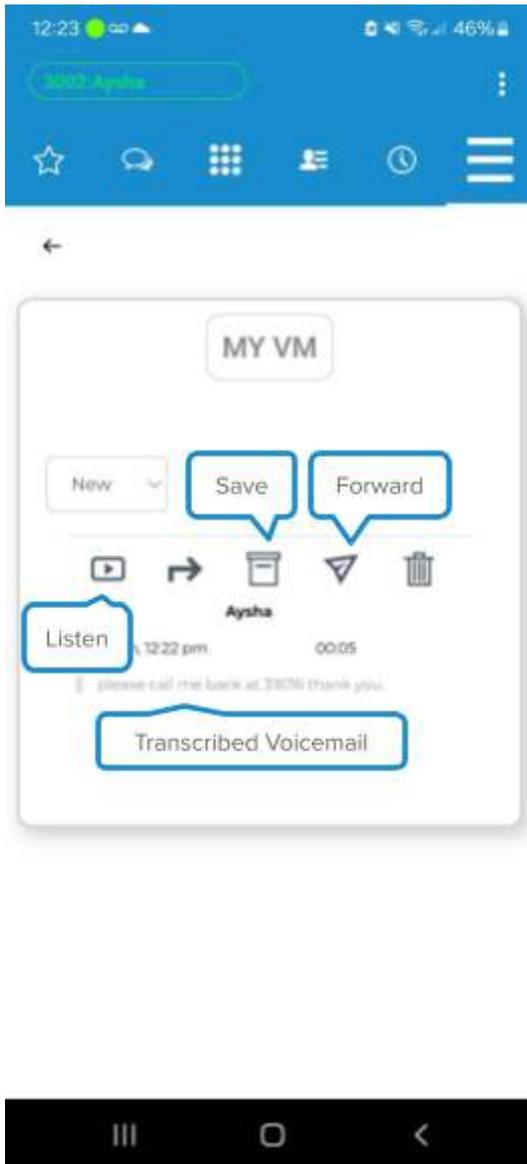 12:23
46%
3002:Aysha
MY VM
New
Save
Forward
Aysha
Listen
12:22 pm
00:05
please call me back at thank you.
Transcribed Voicemail